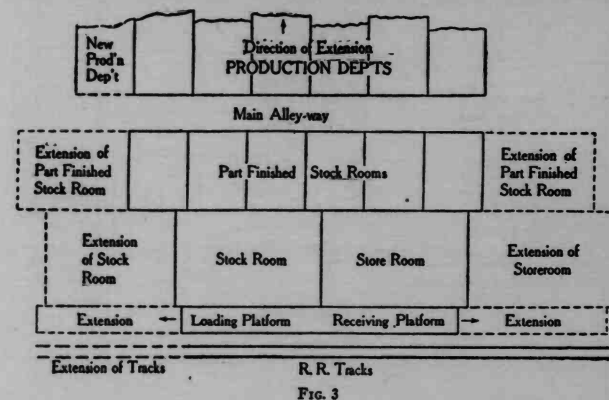 New
Prod'n
Dep't
Direction of Extension
PRODUCTION DEP'TS
Main Alley-way
Extension of
Part Finished
Stock Room
Part Finished Stock Rooms
Extension of
Part Finished
Stock Room
Extension
of Stock
Room
Stock Room
Store Room
Extension of
Storeroom
Extension
Loading Platform
Receiving Platform
Extension
Extension of Tracks
R. R. Tracks
FIG. 3